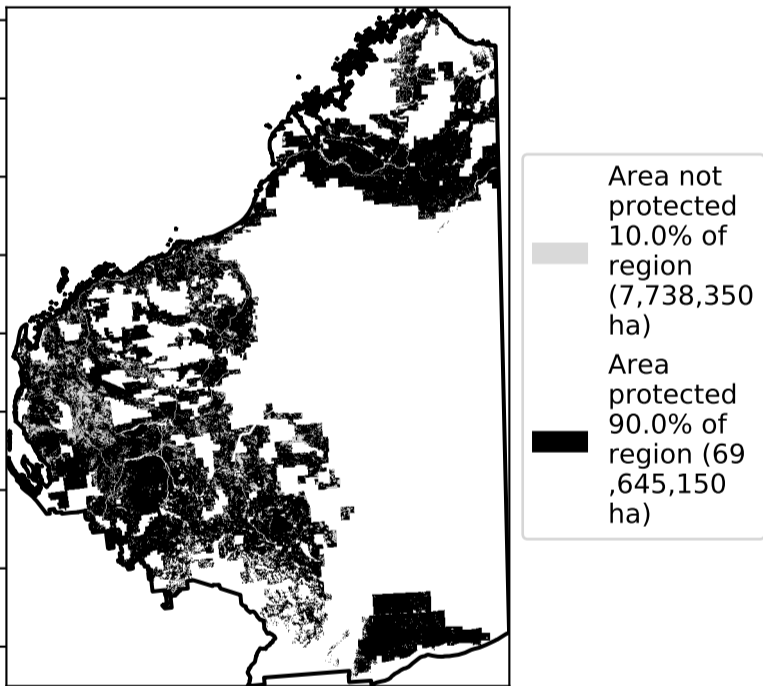 Area not
protected
10.0% of
region
(7,738,350
ha)
Area
protected
90.0% of
region (69
,645,150
ha)